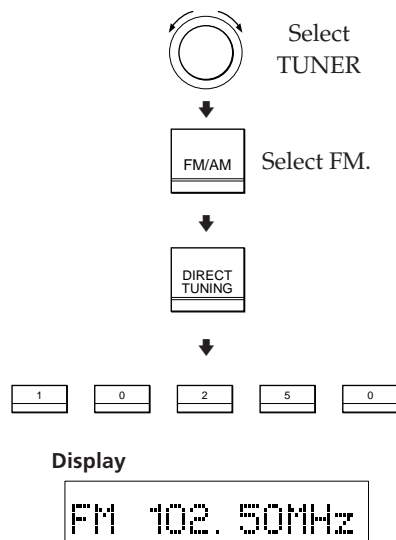 Select
TUNER
FM/AM Select FM.
DIRECT
TUNING
1 0 2 5 0
Display
FM 102. 50MHz